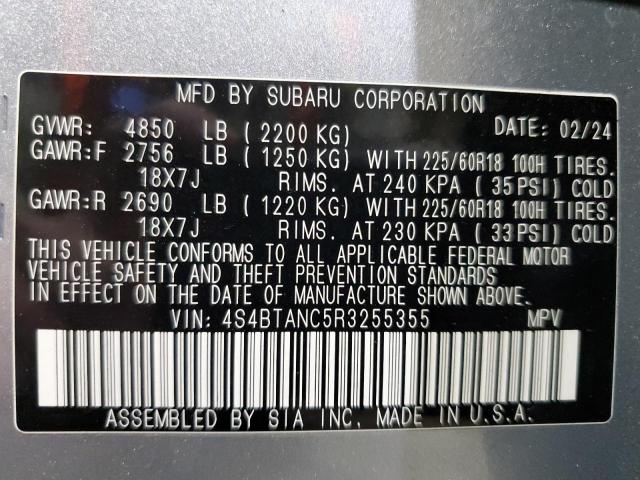 MFD BY SUBARU CORPORATION
GVWR: 4850 LB ( 2200 KG) DATE: 02/24
GAWR:F 2756 LB ( 1250 KG) WITH 225/60R18 100H TIRES.
18X7J RIMS. AT 240 KPA ( 35 PSI ) COLD
GAWR:R 2690 LB ( 1220 KG) WITH 225/60R18 100H TIRES.
18X7J RIMS. AT 230 KPA ( 33 PSI ) COLD
THIS VEHICLE CONFORMS TO ALL APPLICABLE FEDERAL MOTOR
VEHICLE SAFETY AND THEFT PREVENTION STANDARDS
IN EFFECT ON THE DATE OF MANUFACTURE SHOWN ABOVE.
VIN: 4S4BTANC5R3255355 MPV
ASSEMBLED BY SIA INC. MADE IN U.S.A.